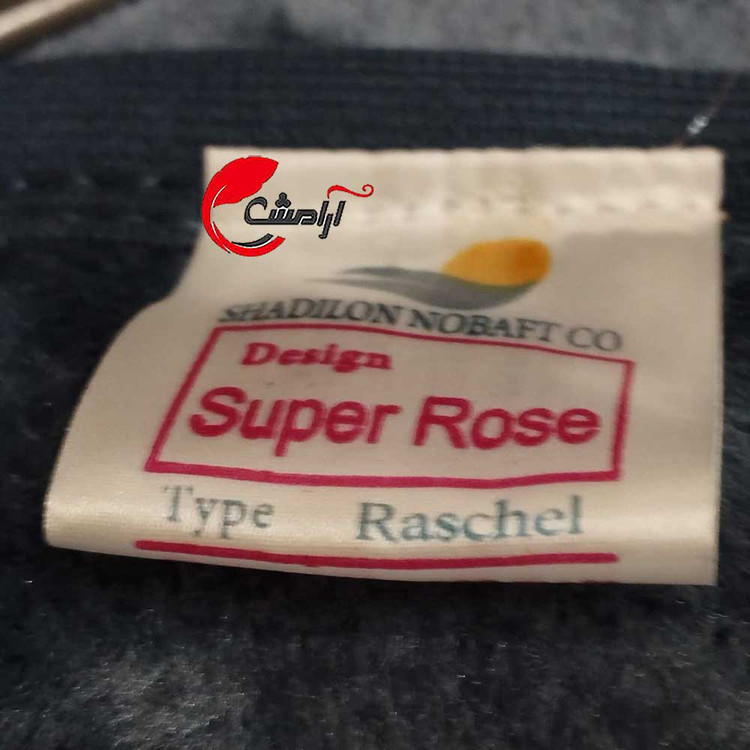 آرامش
SHADILON NOBAFT CO
Design
Super Rose
Type Raschel